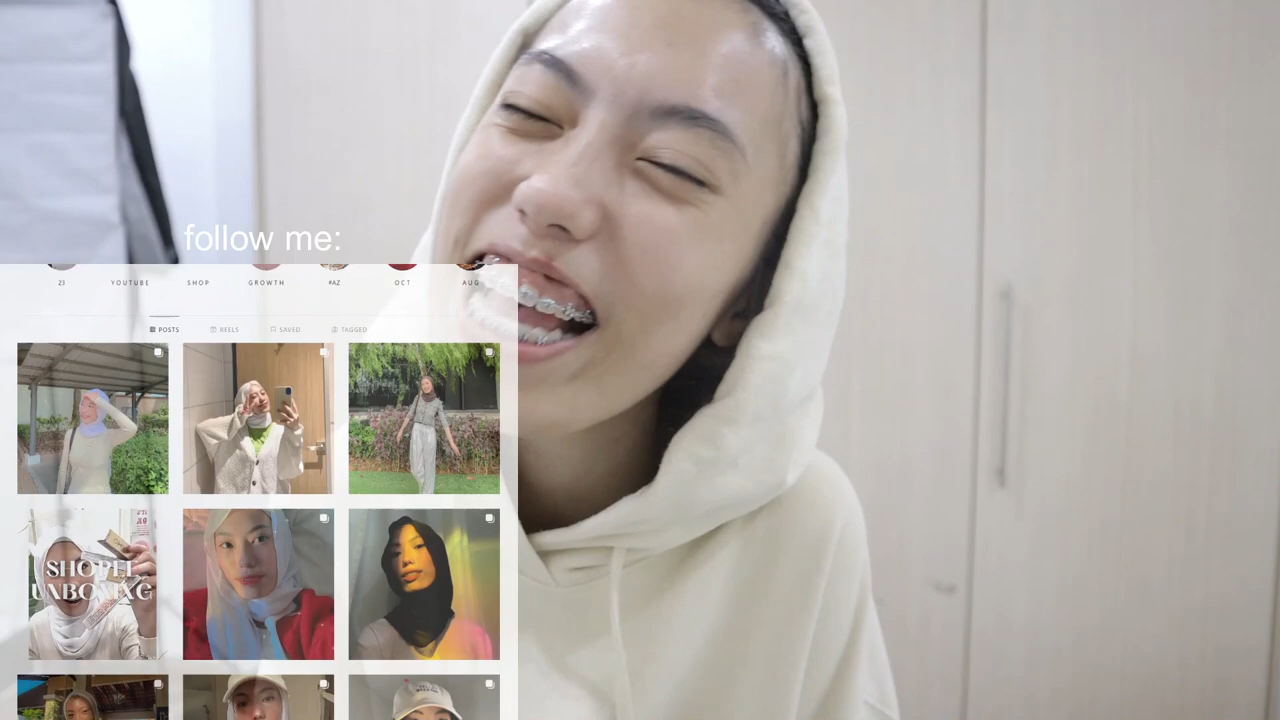 follow me:
23 YOUTUBE SHOP GROWTH #AZ OCT AUG
POSTS REELS SAVED TAGGED
SHOPEE
UNBOXING